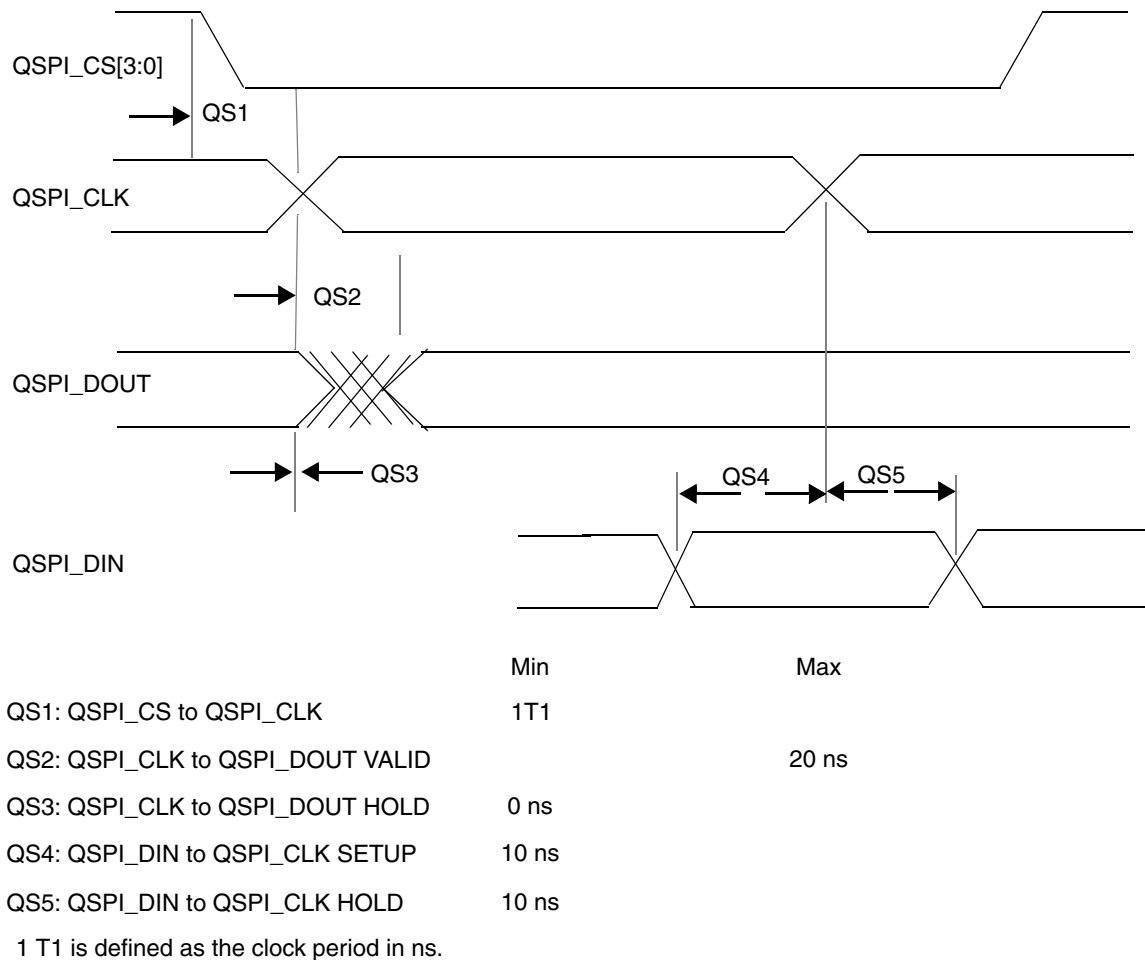 QSPI_CS[3:0]
QS1
QSPI_CLK
QS2
QSPI_DOUT
QS3
QS4
QS5
QSPI_DIN
Min Max
QS1: QSPI_CS to QSPI_CLK 1T1
QS2: QSPI_CLK to QSPI_DOUT VALID 20 ns
QS3: QSPI_CLK to QSPI_DOUT HOLD 0 ns
QS4: QSPI_DIN to QSPI_CLK SETUP 10 ns
QS5: QSPI_DIN to QSPI_CLK HOLD 10 ns
1 T1 is defined as the clock period in ns.